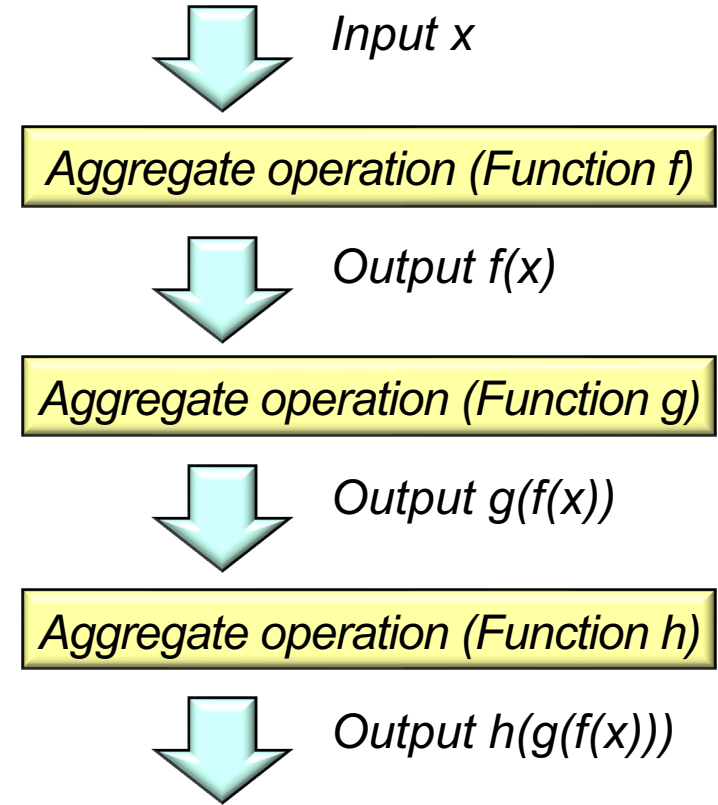 Input x
Aggregate operation (Function f)
Output f(x)
Aggregate operation (Function g)
Output g(f(x))
Aggregate operation (Function h)
Output h(g(f(x)))